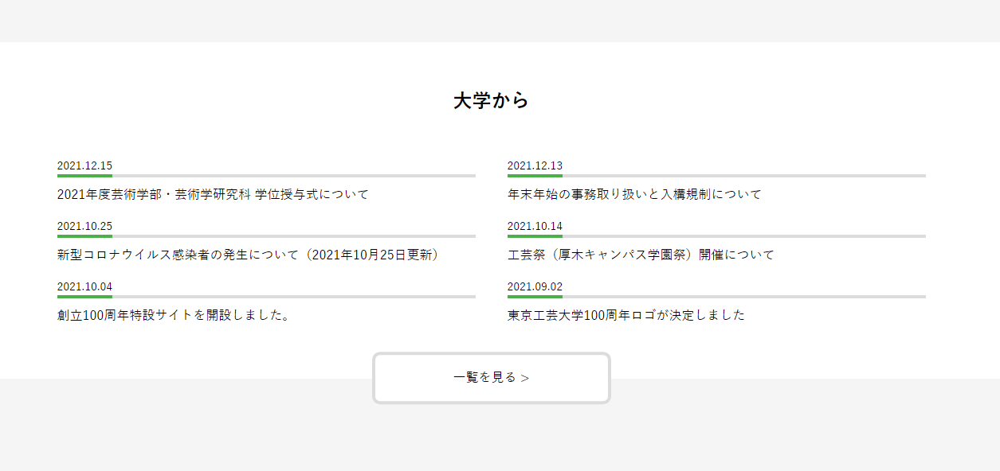 大学から
2021.12.15
2021年度芸術学部・芸術学研究科 学位授与式について
2021.12.13
年末年始の事務取り扱いと入構規制について
2021.10.25
新型コロナウイルス感染者の発生について（2021年10月25日更新）
2021.10.14
工芸祭（厚木キャンパス学園祭）開催について
2021.10.04
創立100周年特設サイトを開設しました。
2021.09.02
東京工芸大学100周年ロゴが決定しました
一覧を見る >